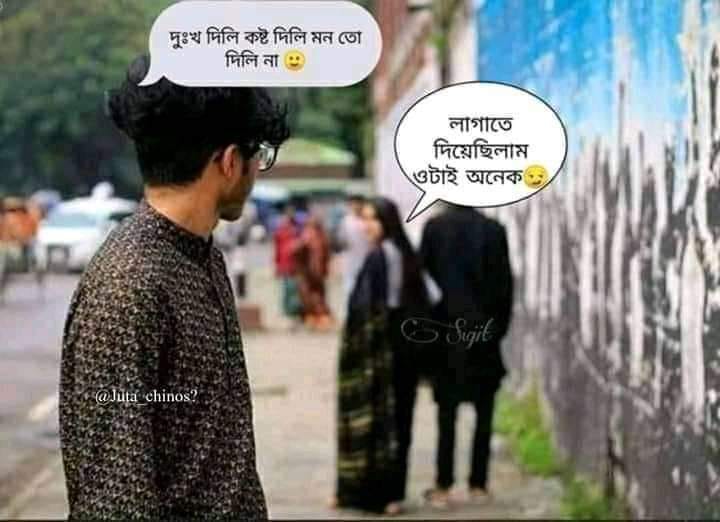 দুঃখ দিলি কষ্ট দিলি মন তো
দিলি না 🙂
লাগাতে
দিয়েছিলাম
ওটাই অনেক😏
Sujit
@Juta_chinos?